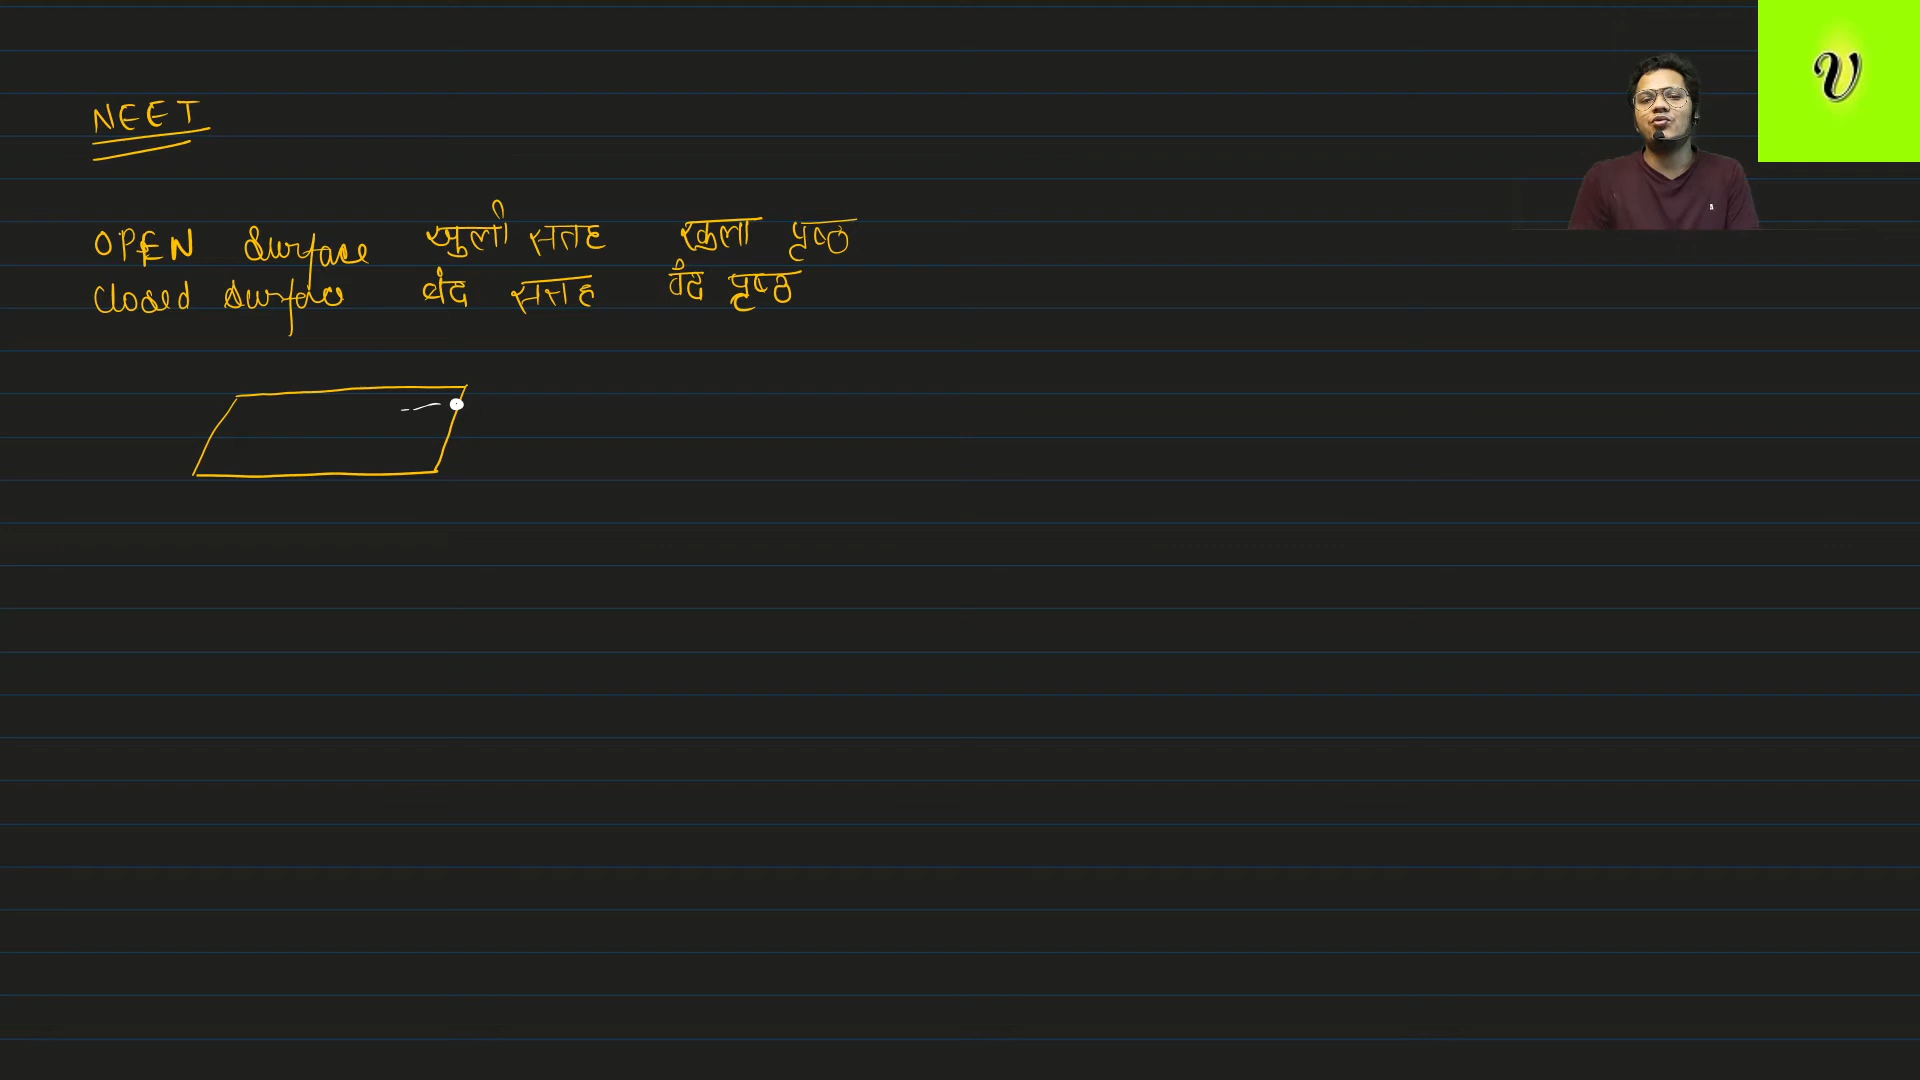 NEET
OPEN Surface खुली सतह खुला पृष्ठ
Closed Surface बंद सतह बंद पृष्ठ
v